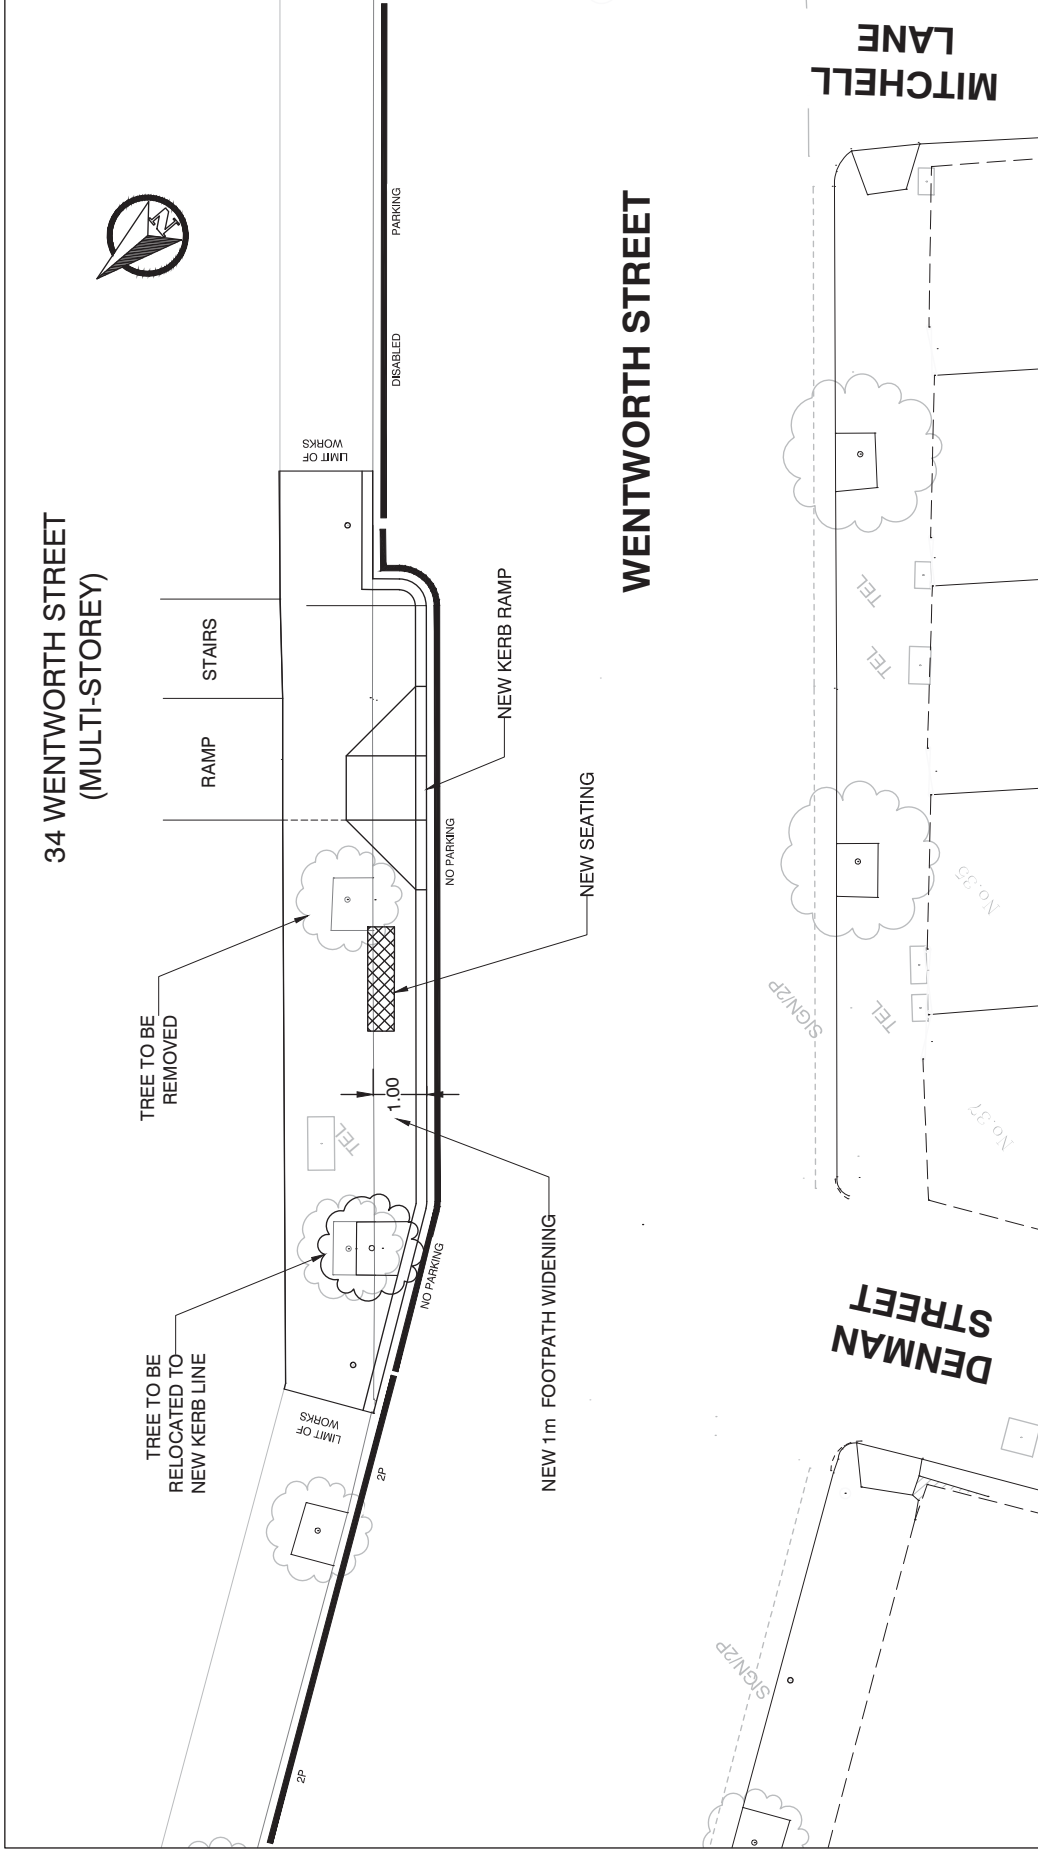 34 WENTWORTH STREET
(MULTI-STOREY)
TREE TO BE
RELOCATED TO
NEW KERB LINE
TREE TO BE
REMOVED
RAMP
STAIRS
N
LIMIT OF
WORKS
LIMIT OF
WORKS
TEL
1.00
2P
2P
NO PARKING
NO PARKING
DISABLED
PARKING
NEW 1m FOOTPATH WIDENING
NEW SEATING
NEW KERB RAMP
WENTWORTH STREET
SIGN/2P
SIGN/2P
TEL
TEL
TEL
DENMAN
STREET
No.37
No.35
MITCHELL
LANE